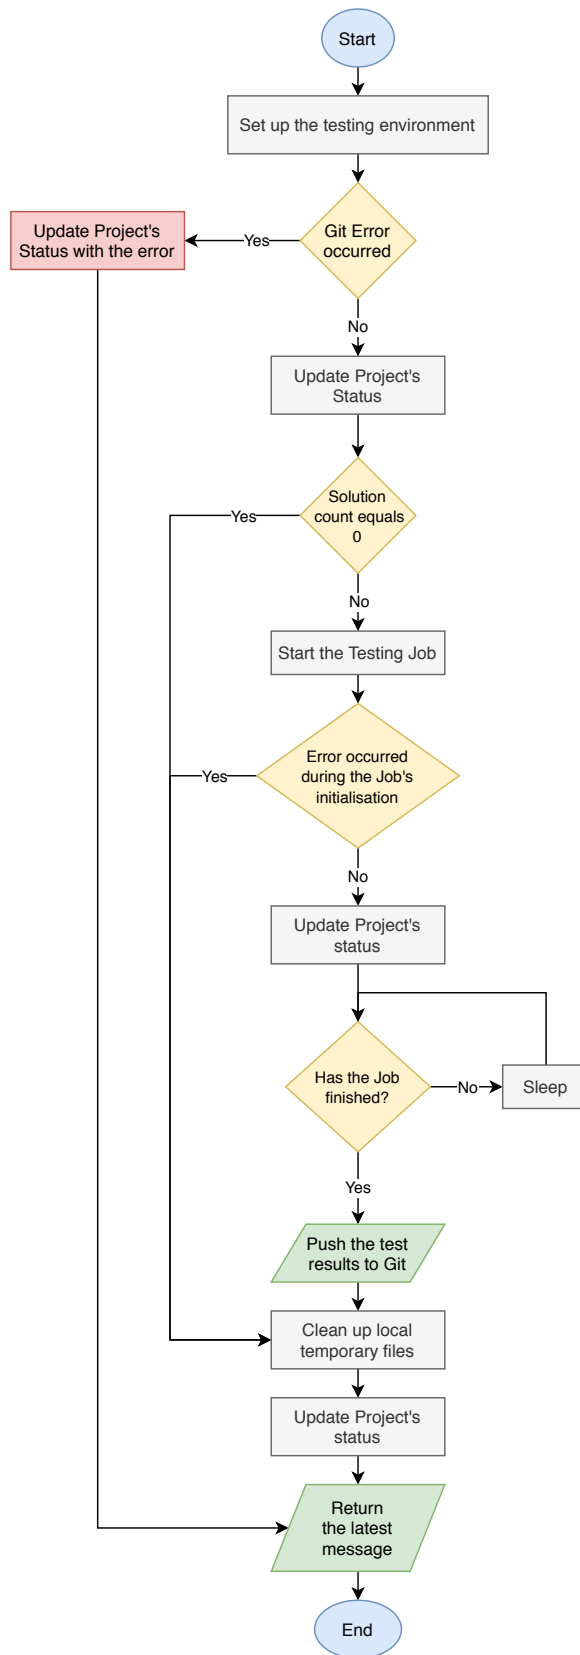 Start
Set up the testing environment
Update Project's
Status with the error
Yes
Git Error
occurred
No
Update Project's
Status
Yes
Solution
count equals
0
No
Start the Testing Job
Yes
Error occurred
during the Job's
initialisation
No
Update Project's
status
Has the Job
finished?
No
Sleep
Yes
Push the test
results to Git
Clean up local
temporary files
Update Project's
status
Return
the latest
message
End